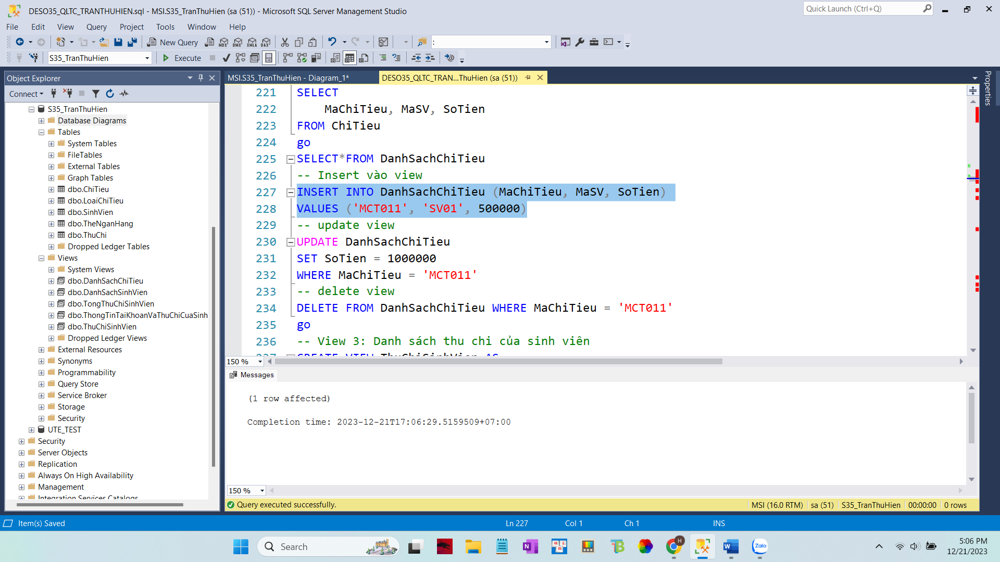 DESO35_QLTC_TRANTHUHIEN.sql - MSI.S35_TranThuHien (sa (51)) - Microsoft SQL Server Management Studio
Quick Launch (Ctrl+Q)
File Edit View Query Project Tools Window Help
New Query
:
S35_TranThuHien
Execute
Object Explorer
Connect
S35_TranThuHien
Database Diagrams
Tables
System Tables
FileTables
External Tables
Graph Tables
dbo.ChiTieu
dbo.LoaiChiTieu
dbo.SinhVien
dbo.TheNganHang
dbo.ThuChi
Dropped Ledger Tables
Views
System Views
dbo.DanhSachChiTieu
dbo.DanhSachSinhVien
dbo.TongThuChiSinhVien
dbo.ThongTinTaiKhoanVaThuChiCuaSinh
dbo.ThuChiSinhVien
Dropped Ledger Views
External Resources
Synonyms
Programmability
Query Store
Service Broker
Storage
Security
UTE_TEST
Security
Server Objects
Replication
Always On High Availability
Management
Integration Services Catalogs
MSI.S35_TranThuHien - Diagram_1*
DESO35_QLTC_TRAN...ThuHien (sa (51))
Properties
221 SELECT
222 MaChiTieu, MaSV, SoTien
223 FROM ChiTieu
224 go
225 SELECT*FROM DanhSachChiTieu
226 -- Insert vào view
227 INSERT INTO DanhSachChiTieu (MaChiTieu, MaSV, SoTien)
228 VALUES ('MCT011', 'SV01', 500000)
229 -- update view
230 UPDATE DanhSachChiTieu
231 SET SoTien = 1000000
232 WHERE MaChiTieu = 'MCT011'
233 -- delete view
234 DELETE FROM DanhSachChiTieu WHERE MaChiTieu = 'MCT011'
235 go
236 -- View 3: Danh sách thu chi của sinh viên
237 CREATE VIEW ThuChiSinhVien AS
150 %
Messages
(1 row affected)
Completion time: 2023-12-21T17:06:29.5159509+07:00
150 %
Query executed successfully.
MSI (16.0 RTM) sa (51) S35_TranThuHien 00:00:00 0 rows
Item(s) Saved
Ln 227 Col 1 Ch 1 INS
Search
Zalo
5:06 PM
12/21/2023